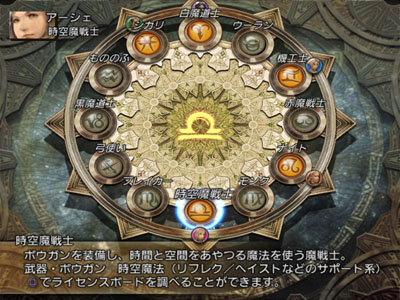 アーシェ
時空魔戦士
白魔道士
シカリ
ウーラン
もののふ
機工士
黒魔道士
赤魔戦士
弓使い
ナイト
ブレイカー
モンク
時空魔戦士
時空魔戦士
ボウガンを装備し、時間と空間をあやつる魔法を使う魔戦士。
武器・ボウガン 時空魔法（リフレク／ヘイストなどのサポート系）
でライセンスボードを調べることができます。